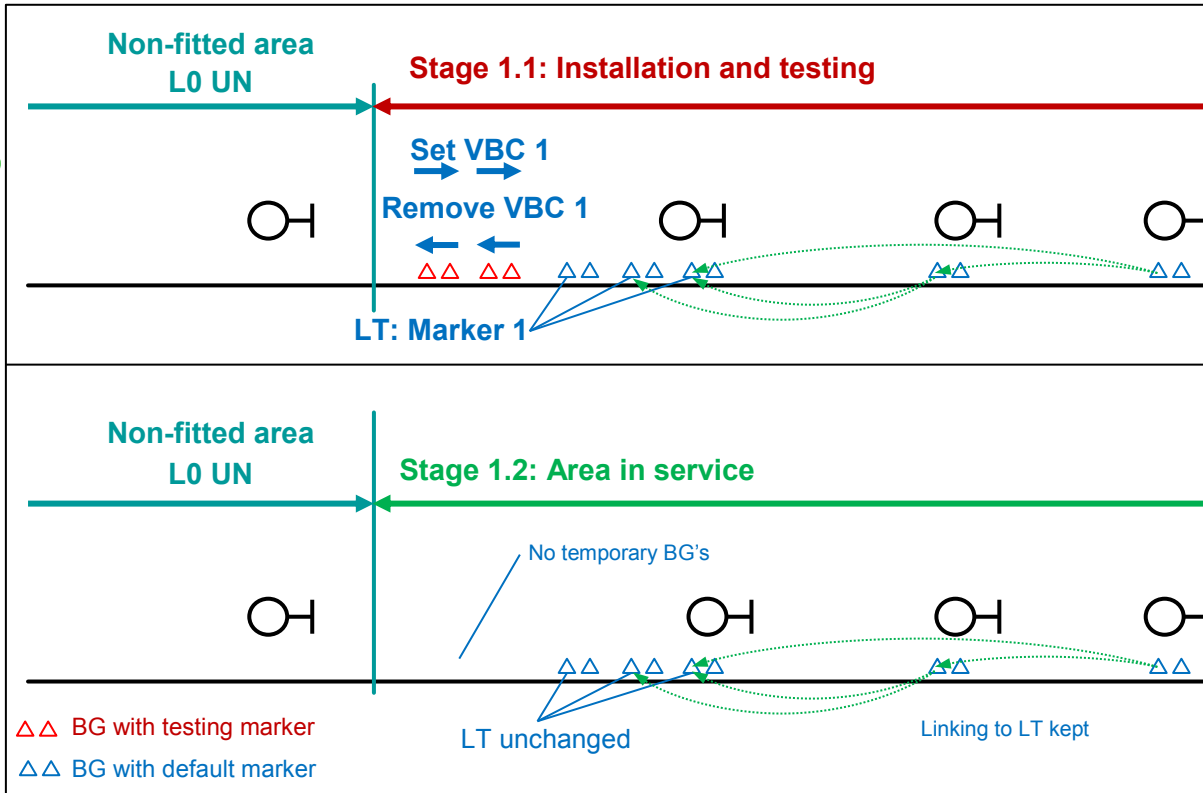 Non-fitted area
L0 UN
Stage 1.1: Installation and testing
Set VBC 1
Remove VBC 1
LT: Marker 1
Non-fitted area
L0 UN
Stage 1.2: Area in service
No temporary BG's
LT unchanged
Linking to LT kept
BG with testing marker
BG with default marker